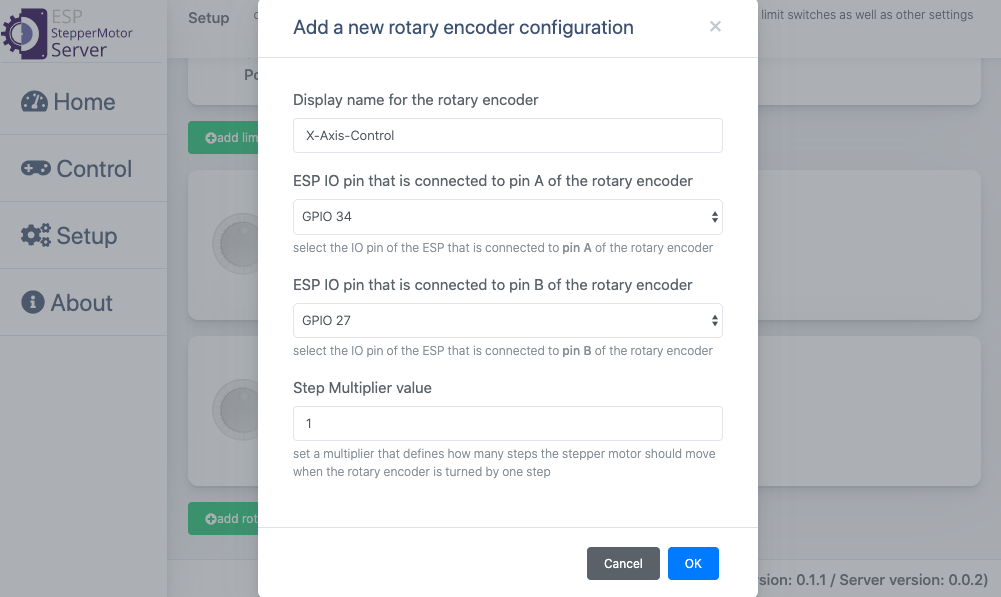 ESP
StepperMotor
Server
Home
Control
Setup
About
Setup
limit switches as well as other settings
add lim
add rot
Add a new rotary encoder configuration
×
Display name for the rotary encoder
X-Axis-Control
ESP IO pin that is connected to pin A of the rotary encoder
GPIO 34
select the IO pin of the ESP that is connected to pin A of the rotary encoder
ESP IO pin that is connected to pin B of the rotary encoder
GPIO 27
select the IO pin of the ESP that is connected to pin B of the rotary encoder
Step Multiplier value
1
set a multiplier that defines how many steps the stepper motor should move
when the rotary encoder is turned by one step
Cancel
OK
sion: 0.1.1 / Server version: 0.0.2)